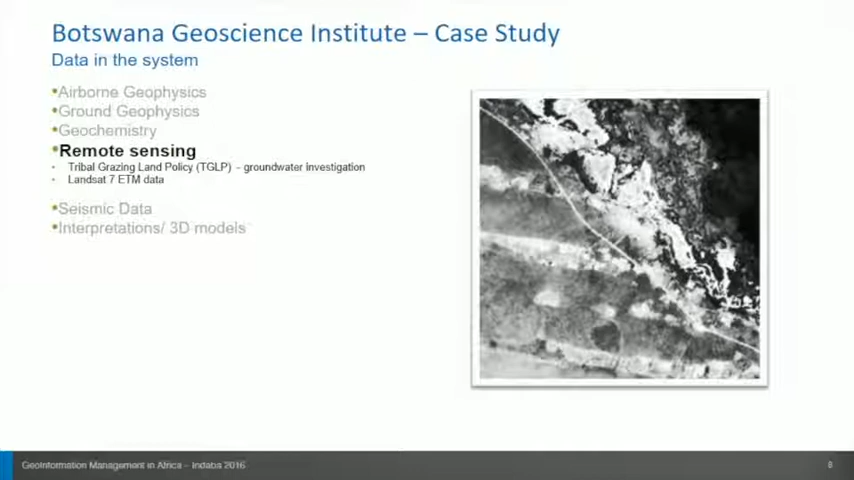 Botswana Geoscience Institute – Case Study
Data in the system
•Airborne Geophysics
•Ground Geophysics
•Geochemistry
•Remote sensing
• Tribal Grazing Land Policy (TGLP) – groundwater investigation
• Landsat 7 ETM data
•Seismic Data
•Interpretations/ 3D models
GeoInformation Management in Africa – Indaba 2016
8